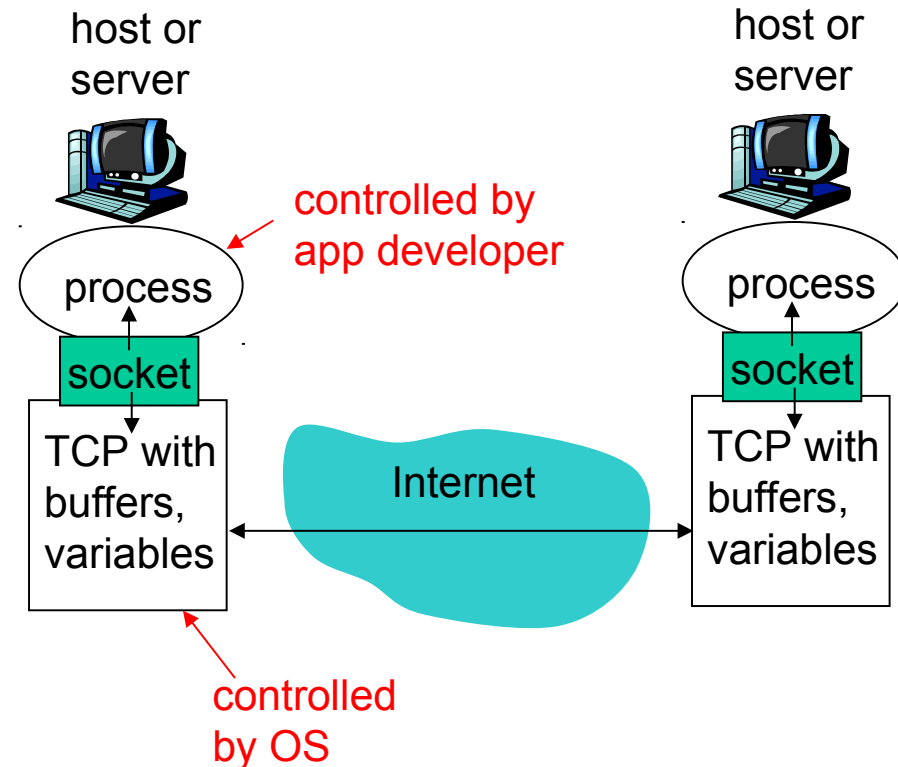 host or
server
host or
server
controlled by
app developer
process
process
socket
socket
TCP with
buffers,
variables
Internet
TCP with
buffers,
variables
controlled
by OS